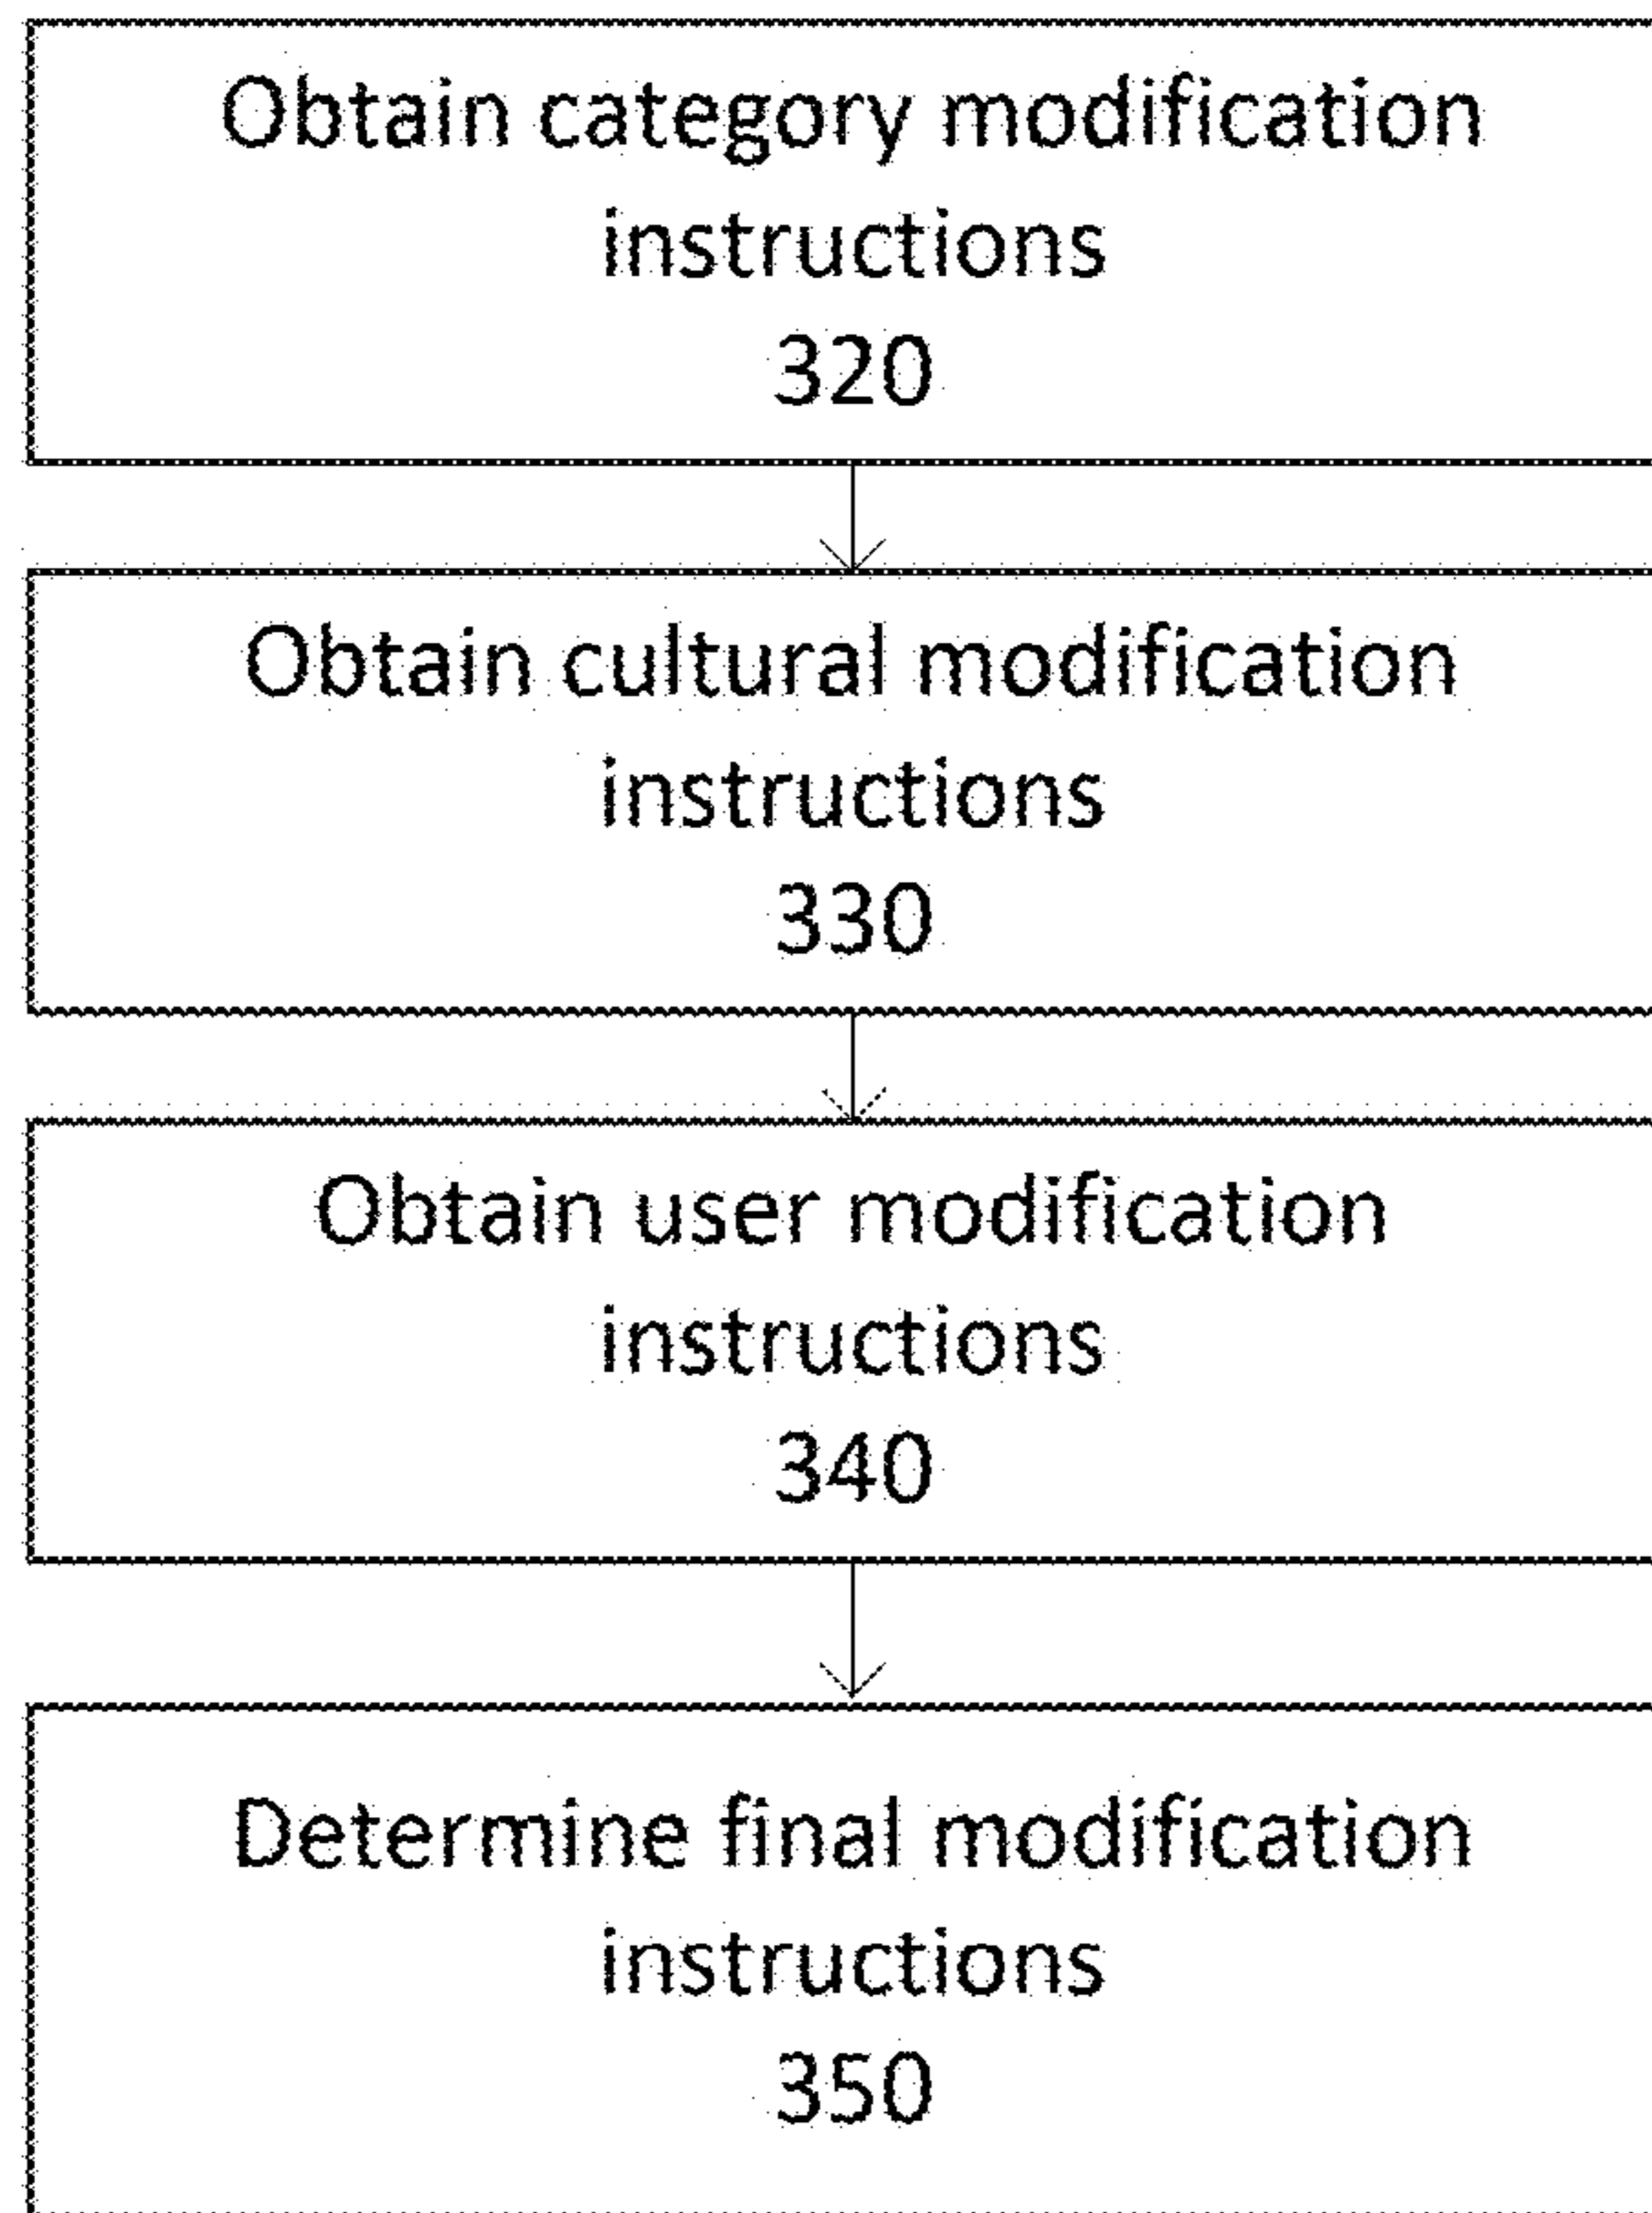 Obtain category modification
instructions
320
Obtain cultural modification
instructions
330
Obtain user modification
instructions
340
Determine final modification
instructions
350